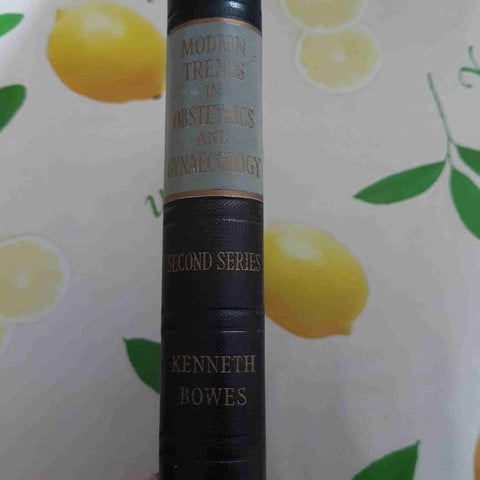 MODERN
TRENDS
IN
OBSTETRICS
AND
GYNAECOLOGY
SECOND SERIES
KENNETH
BOWES